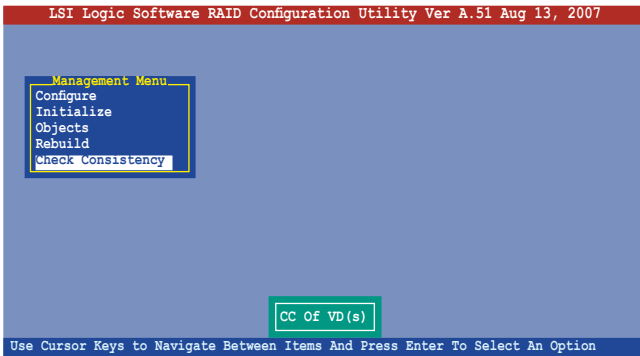 LSI Logic Software RAID Configuration Utility Ver A.51 Aug 13, 2007
Management Menu
Configure
Initialize
Objects
Rebuild
Check Consistency
CC Of VD(s)
Use Cursor Keys to Navigate Between Items And Press Enter To Select An Option